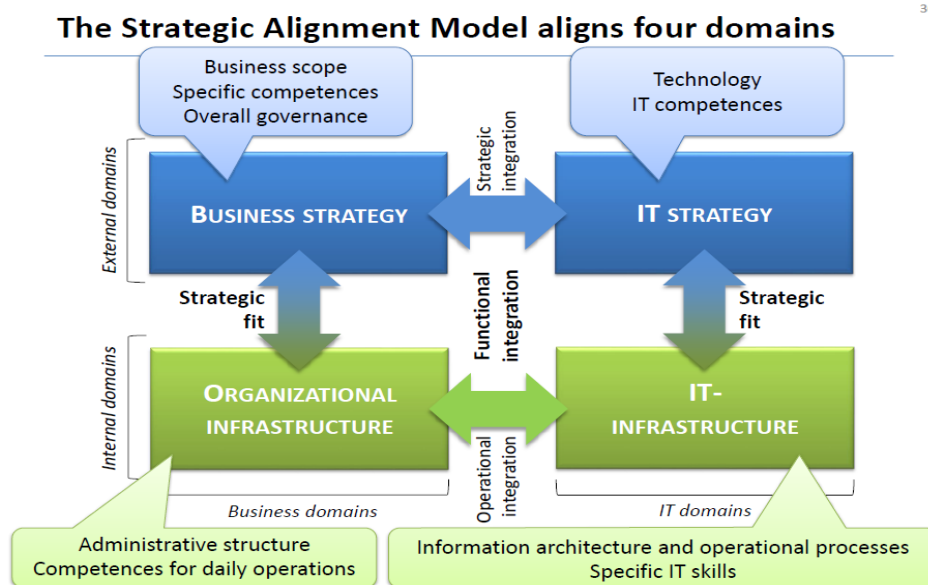 3
The Strategic Alignment Model aligns four domains
Business scope
Specific competences
Overall governance
Technology
IT competences
External domains
BUSINESS STRATEGY
Strategic
integration
IT STRATEGY
Strategic
fit
Functional
integration
Strategic
fit
Internal domains
ORGANIZATIONAL
INFRASTRUCTURE
IT-
INFRASTRUCTURE
Operational
integration
Business domains
IT domains
Administrative structure
Competences for daily operations
Information architecture and operational processes
Specific IT skills